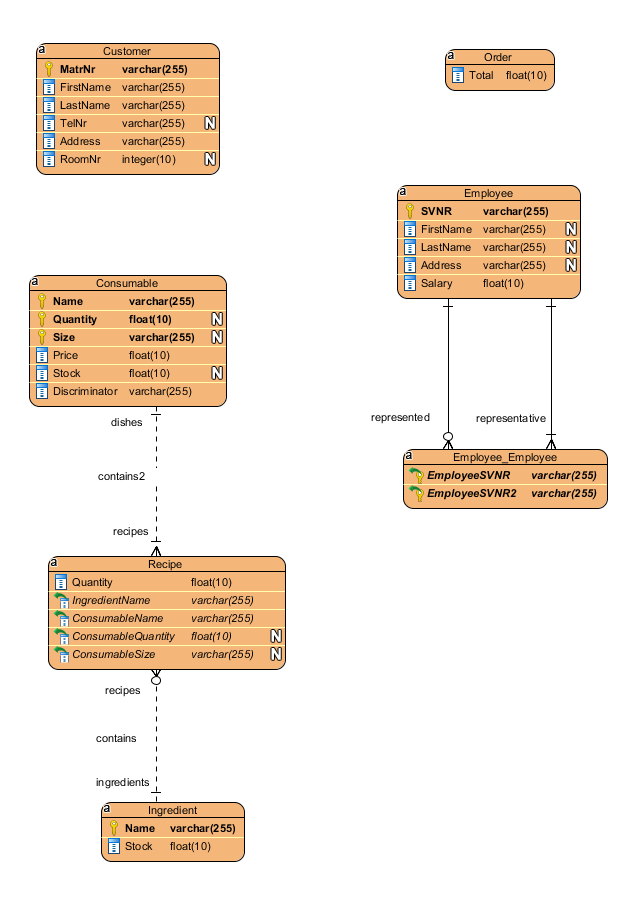 a
Customer
MatrNr varchar(255)
FirstName varchar(255)
LastName varchar(255)
TelNr varchar(255) N
Address varchar(255)
RoomNr integer(10) N
a
Order
Total float(10)
a
Employee
SVNR varchar(255)
FirstName varchar(255) N
LastName varchar(255) N
Address varchar(255) N
Salary float(10)
a
Consumable
Name varchar(255)
Quantity float(10) N
Size varchar(255) N
Price float(10)
Stock float(10) N
Discriminator varchar(255)
represented
representative
dishes
contains2
recipes
a
Employee_Employee
EmployeeSVNR varchar(255)
EmployeeSVNR2 varchar(255)
a
Recipe
Quantity float(10)
IngredientName varchar(255)
ConsumableName varchar(255)
ConsumableQuantity float(10) N
ConsumableSize varchar(255) N
recipes
contains
ingredients
a
Ingredient
Name varchar(255)
Stock float(10)